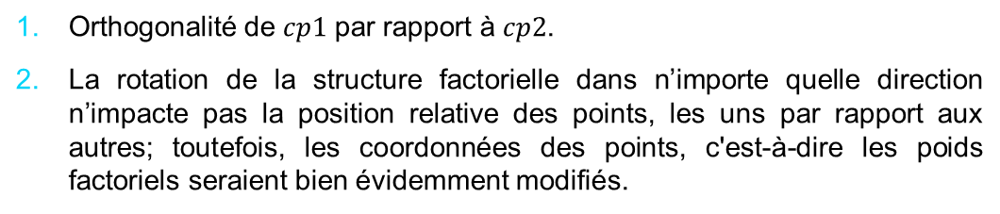 1. Orthogonalité de cp1 par rapport à cp2.
2. La rotation de la structure factorielle dans n’importe quelle direction
n’impacte pas la position relative des points, les uns par rapport aux
autres; toutefois, les coordonnées des points, c'est-à-dire les poids
factoriels seraient bien évidemment modifiés.